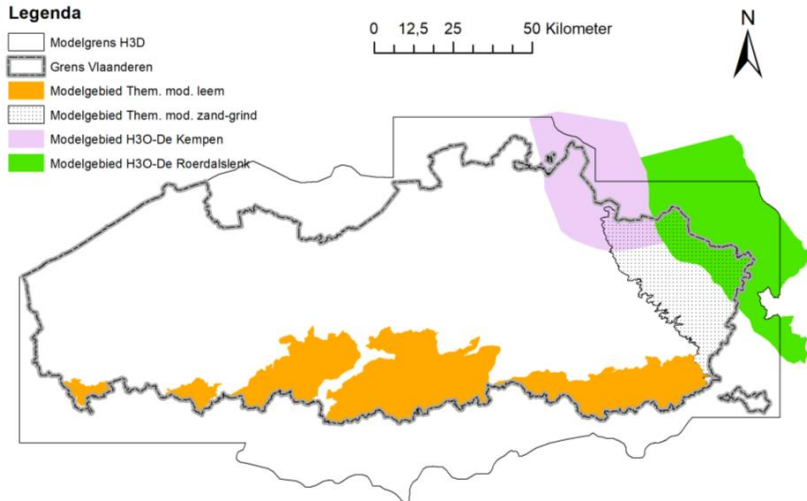 Legenda
Modelgrens H3D
Grens Vlaanderen
Modelgebied Them. mod. leem
Modelgebied Them. mod. zand-grind
Modelgebied H3O-De Kempen
Modelgebied H3O-De Roerdalslenk
0 12,5 25 50 Kilometer
N